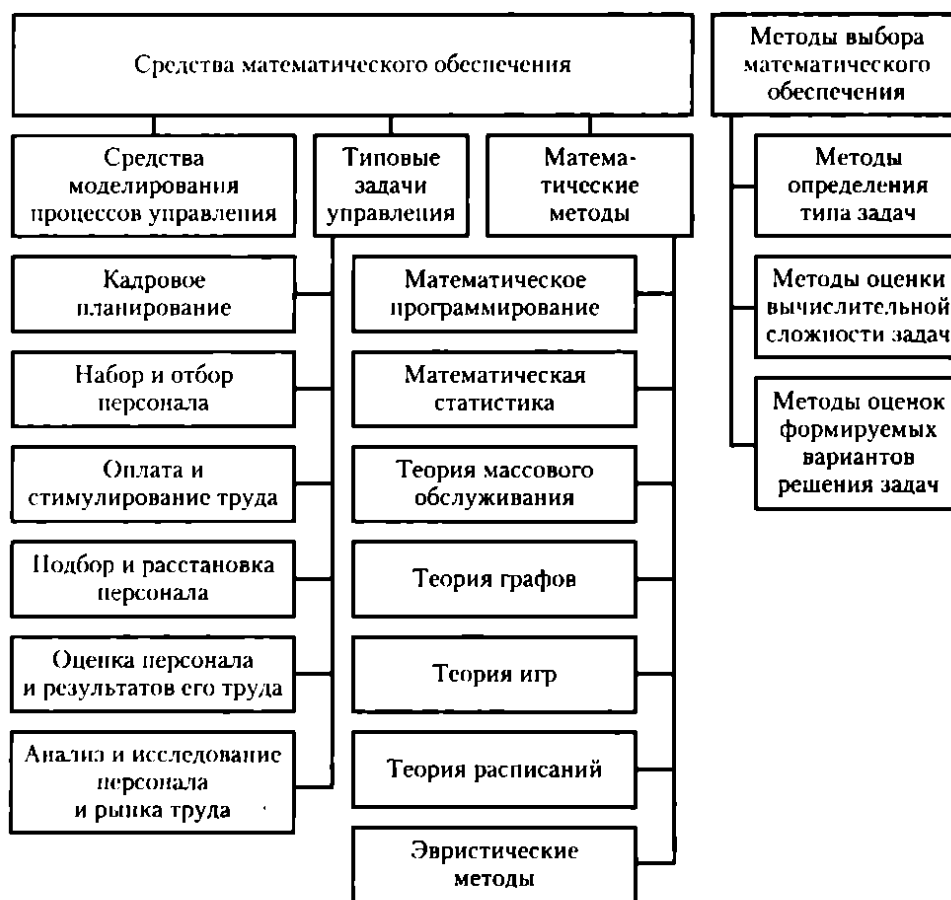 Средства математического обеспечения
Методы выбора
математического
обеспечения
Средства
моделирования
процессов управления
Типовые
задачи
управления
Матема-
тические
методы
Методы
определения
типа задач
Кадровое
планирование
Математическое
программирование
Методы оценки
вычислительной
сложности задач
Набор и отбор
персонала
Математическая
статистика
Методы оценок
формируемых
вариантов
решения задач
Оплата и
стимулирование труда
Теория массового
обслуживания
Подбор и расстановка
персонала
Теория графов
Оценка персонала
и результатов его труда
Теория игр
Анализ и исследование
персонала
и рынка труда
Теория расписаний
Эвристические
методы